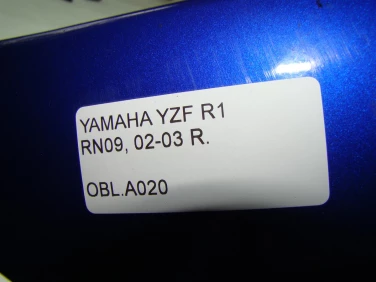 YAMAHA YZF R1
RN09, 02-03 R.
OBL.A020